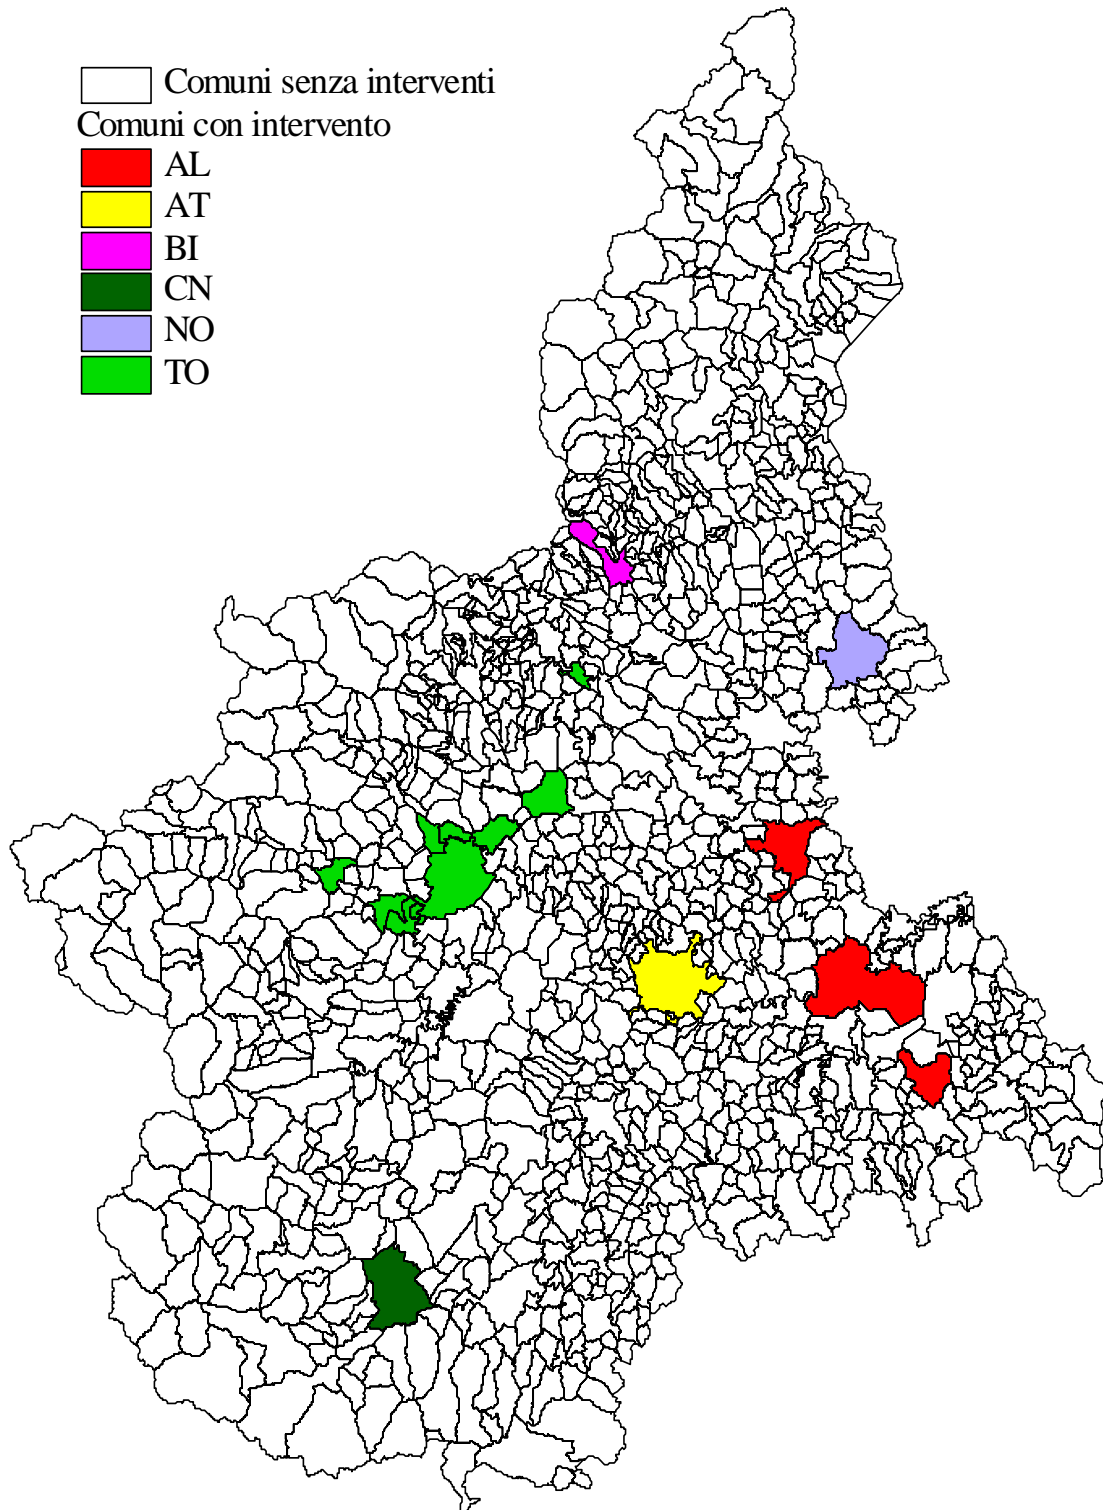 Comuni senza interventi
Comuni con intervento
AL
AT
BI
CN
NO
TO